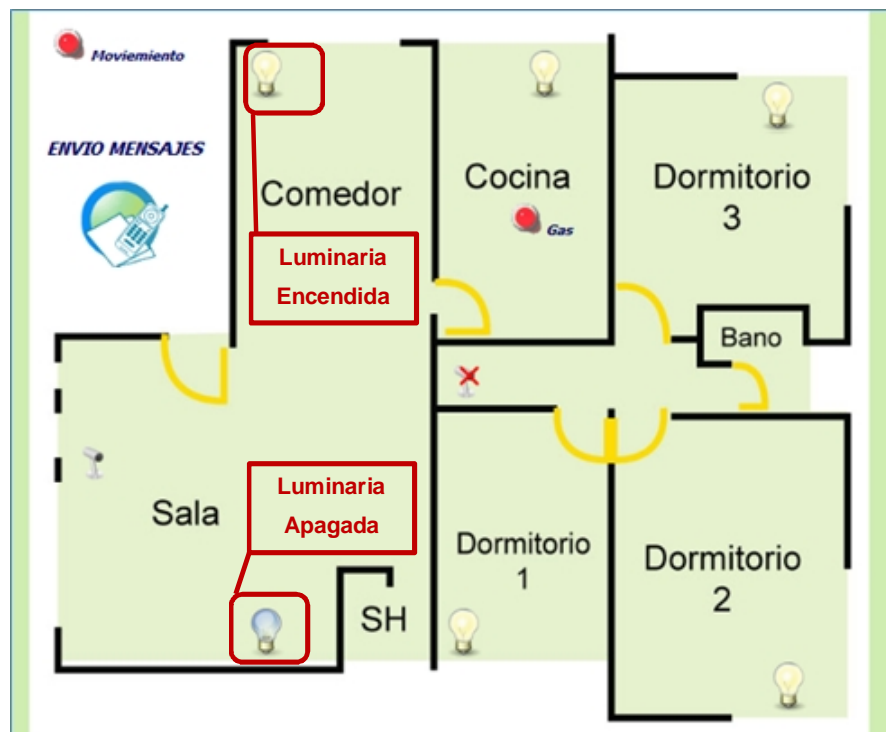 Moviemiento
ENVIO MENSAJES
Comedor
Cocina
Gas
Dormitorio
3
Luminaria
Encendida
Bano
Luminaria
Apagada
Sala
SH
Dormitorio
1
Dormitorio
2